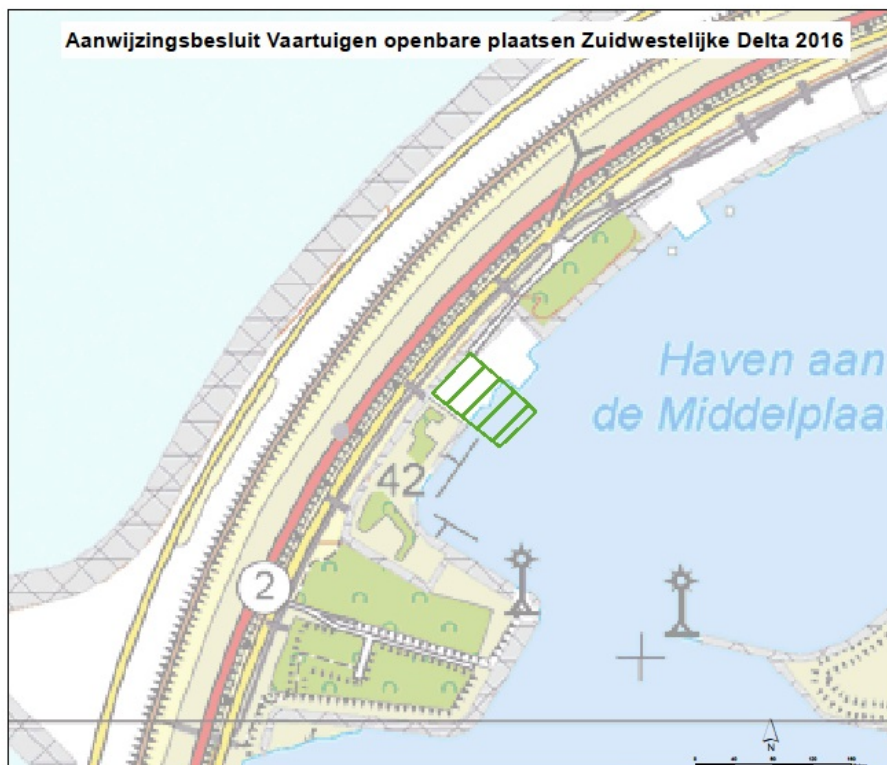 Aanwijzingsbesluit Vaartuigen openbare plaatsen Zuidwestelijke Delta 2016
Haven aan
de Middelplaa
42
2
N